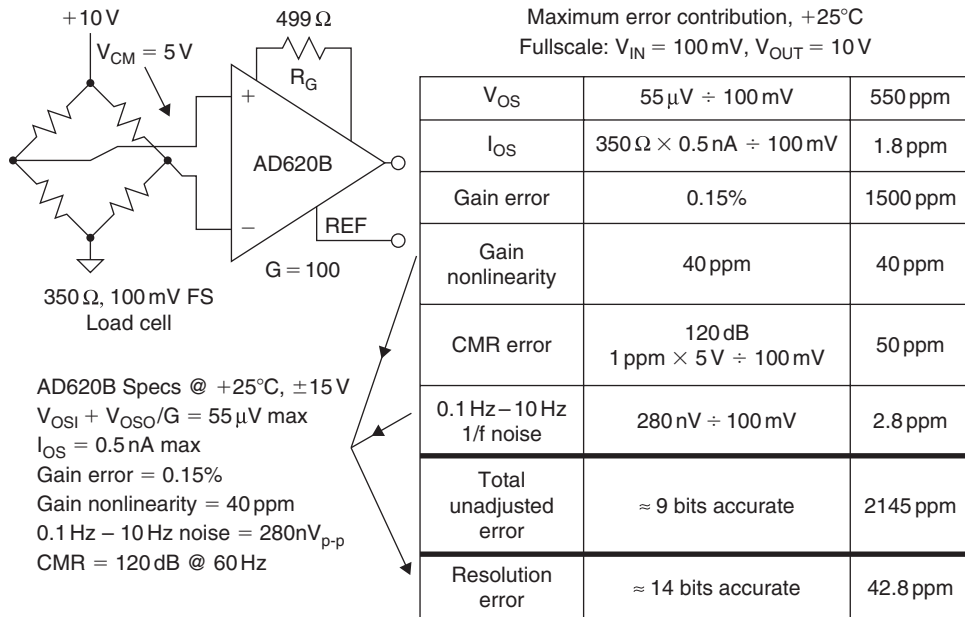 +10 V
V_CM = 5 V
499 Ω
R_G
+
AD620B
−
REF
G = 100
350 Ω, 100 mV FS
Load cell
AD620B Specs @ +25°C, ±15 V
V_OSI + V_OSO/G = 55 μV max
I_OS = 0.5 nA max
Gain error = 0.15%
Gain nonlinearity = 40 ppm
0.1 Hz – 10 Hz noise = 280nV_p-p
CMR = 120 dB @ 60 Hz
Maximum error contribution, +25°C
Fullscale: V_IN = 100 mV, V_OUT = 10 V
V_OS 55 μV ÷ 100 mV 550 ppm
I_OS 350 Ω × 0.5 nA ÷ 100 mV 1.8 ppm
Gain error 0.15% 1500 ppm
Gain
nonlinearity 40 ppm 40 ppm
CMR error 120 dB
1 ppm × 5 V ÷ 100 mV 50 ppm
0.1 Hz – 10 Hz
1/f noise 280 nV ÷ 100 mV 2.8 ppm
Total
unadjusted
error ≈ 9 bits accurate 2145 ppm
Resolution
error ≈ 14 bits accurate 42.8 ppm